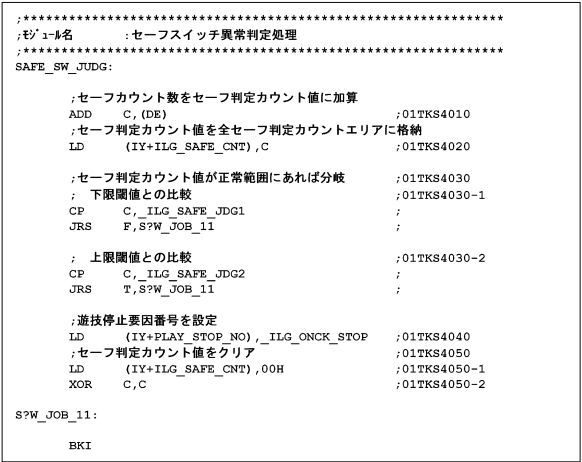 ;************************************************************
;ﾓｼﾞｭｰﾙ名 :セーフスイッチ異常判定処理
;************************************************************
SAFE_SW_JUDG:
;セーフカウント数をセーフ判定カウント値に加算
ADD C,(DE) ;01TKS4010
;セーフ判定カウント値を全セーフ判定カウントエリアに格納
LD (IY+ILG_SAFE_CNT),C ;01TKS4020
;セーフ判定カウント値が正常範囲にあれば分岐 ;01TKS4030
; 下限閾値との比較 ;01TKS4030-1
CP C,_ILG_SAFE_JDG1 ;
JRS F,S?W_JOB_11 ;
; 上限閾値との比較 ;01TKS4030-2
CP C,_ILG_SAFE_JDG2 ;
JRS T,S?W_JOB_11 ;
;遊技停止要因番号を設定
LD (IY+PLAY_STOP_NO),_ILG_ONCK_STOP ;01TKS4040
;セーフ判定カウント値をクリア ;01TKS4050
LD (IY+ILG_SAFE_CNT),00H ;01TKS4050-1
XOR C,C ;01TKS4050-2
S?W_JOB_11:
BKI